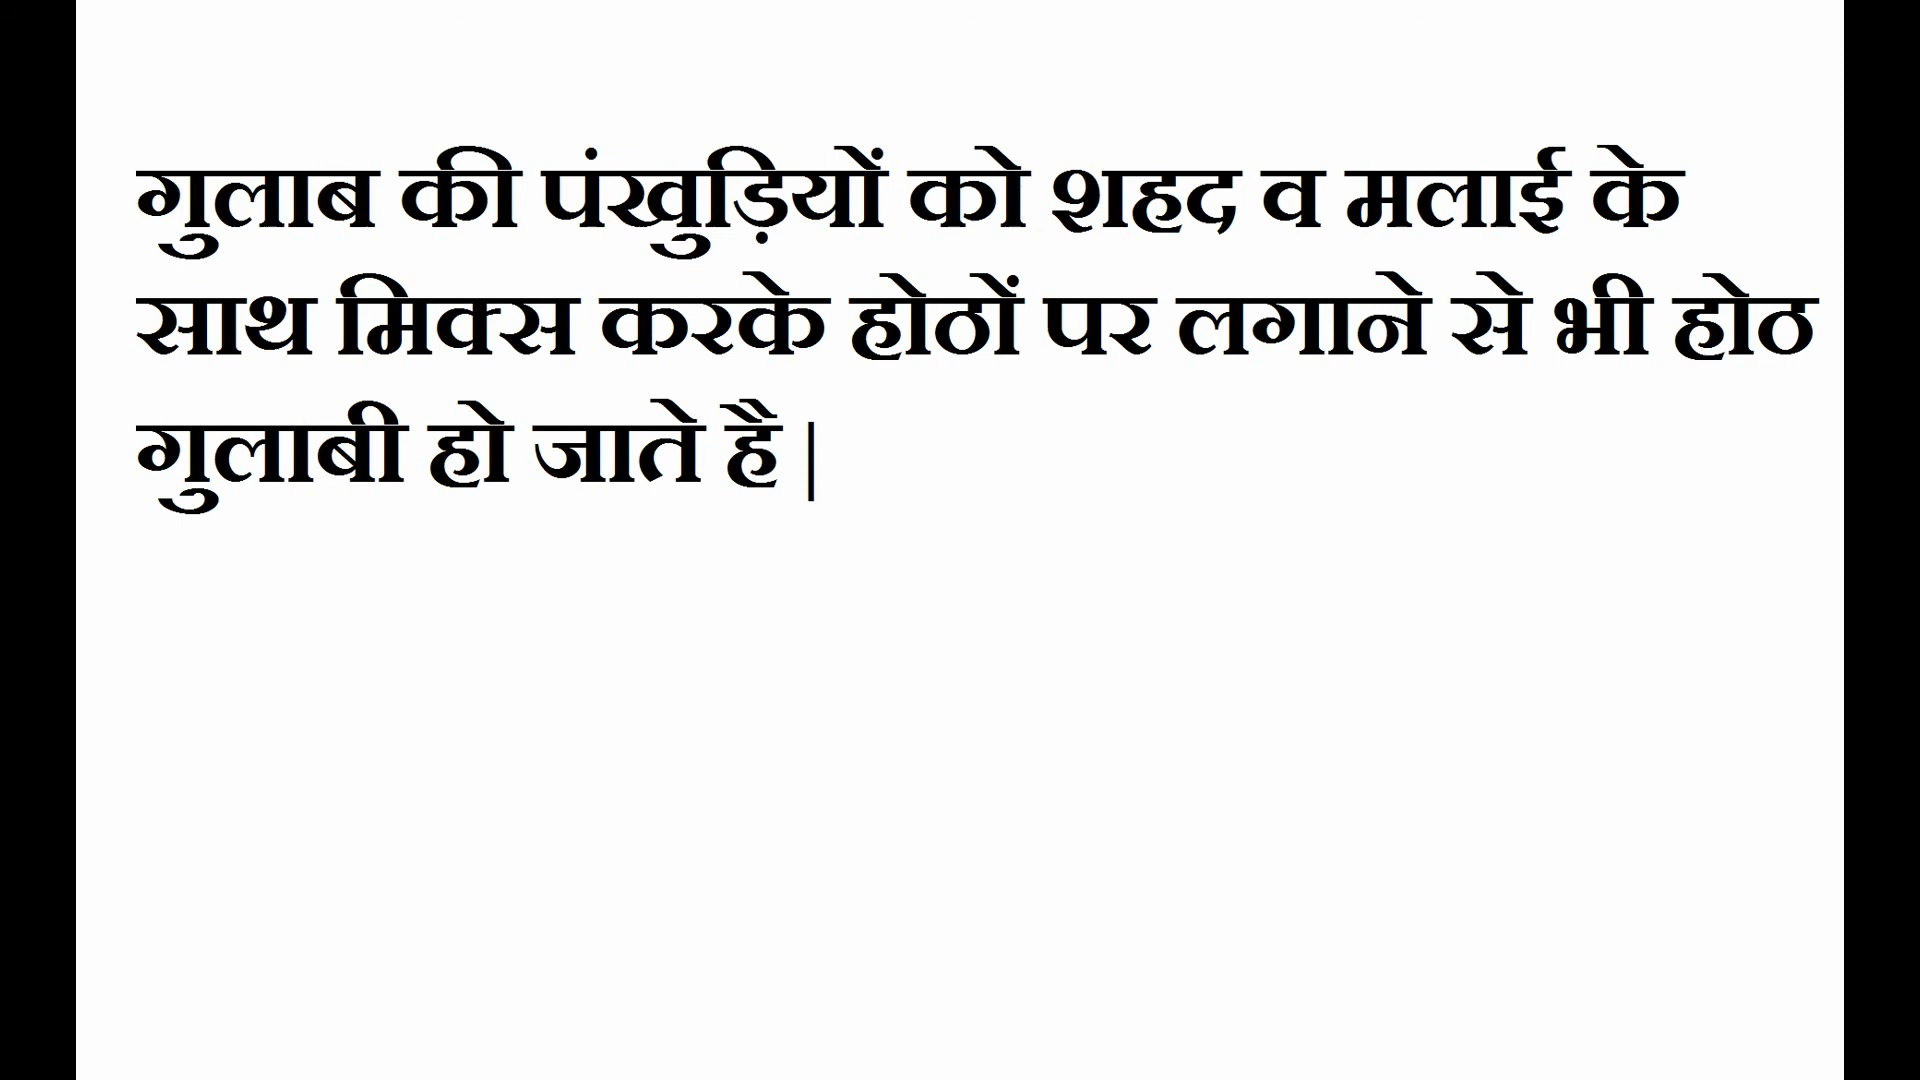 गुलाब की पंखुड़ियों को शहद व मलाई के
साथ मिक्स करके होठों पर लगाने से भी होठ
गुलाबी हो जाते है |